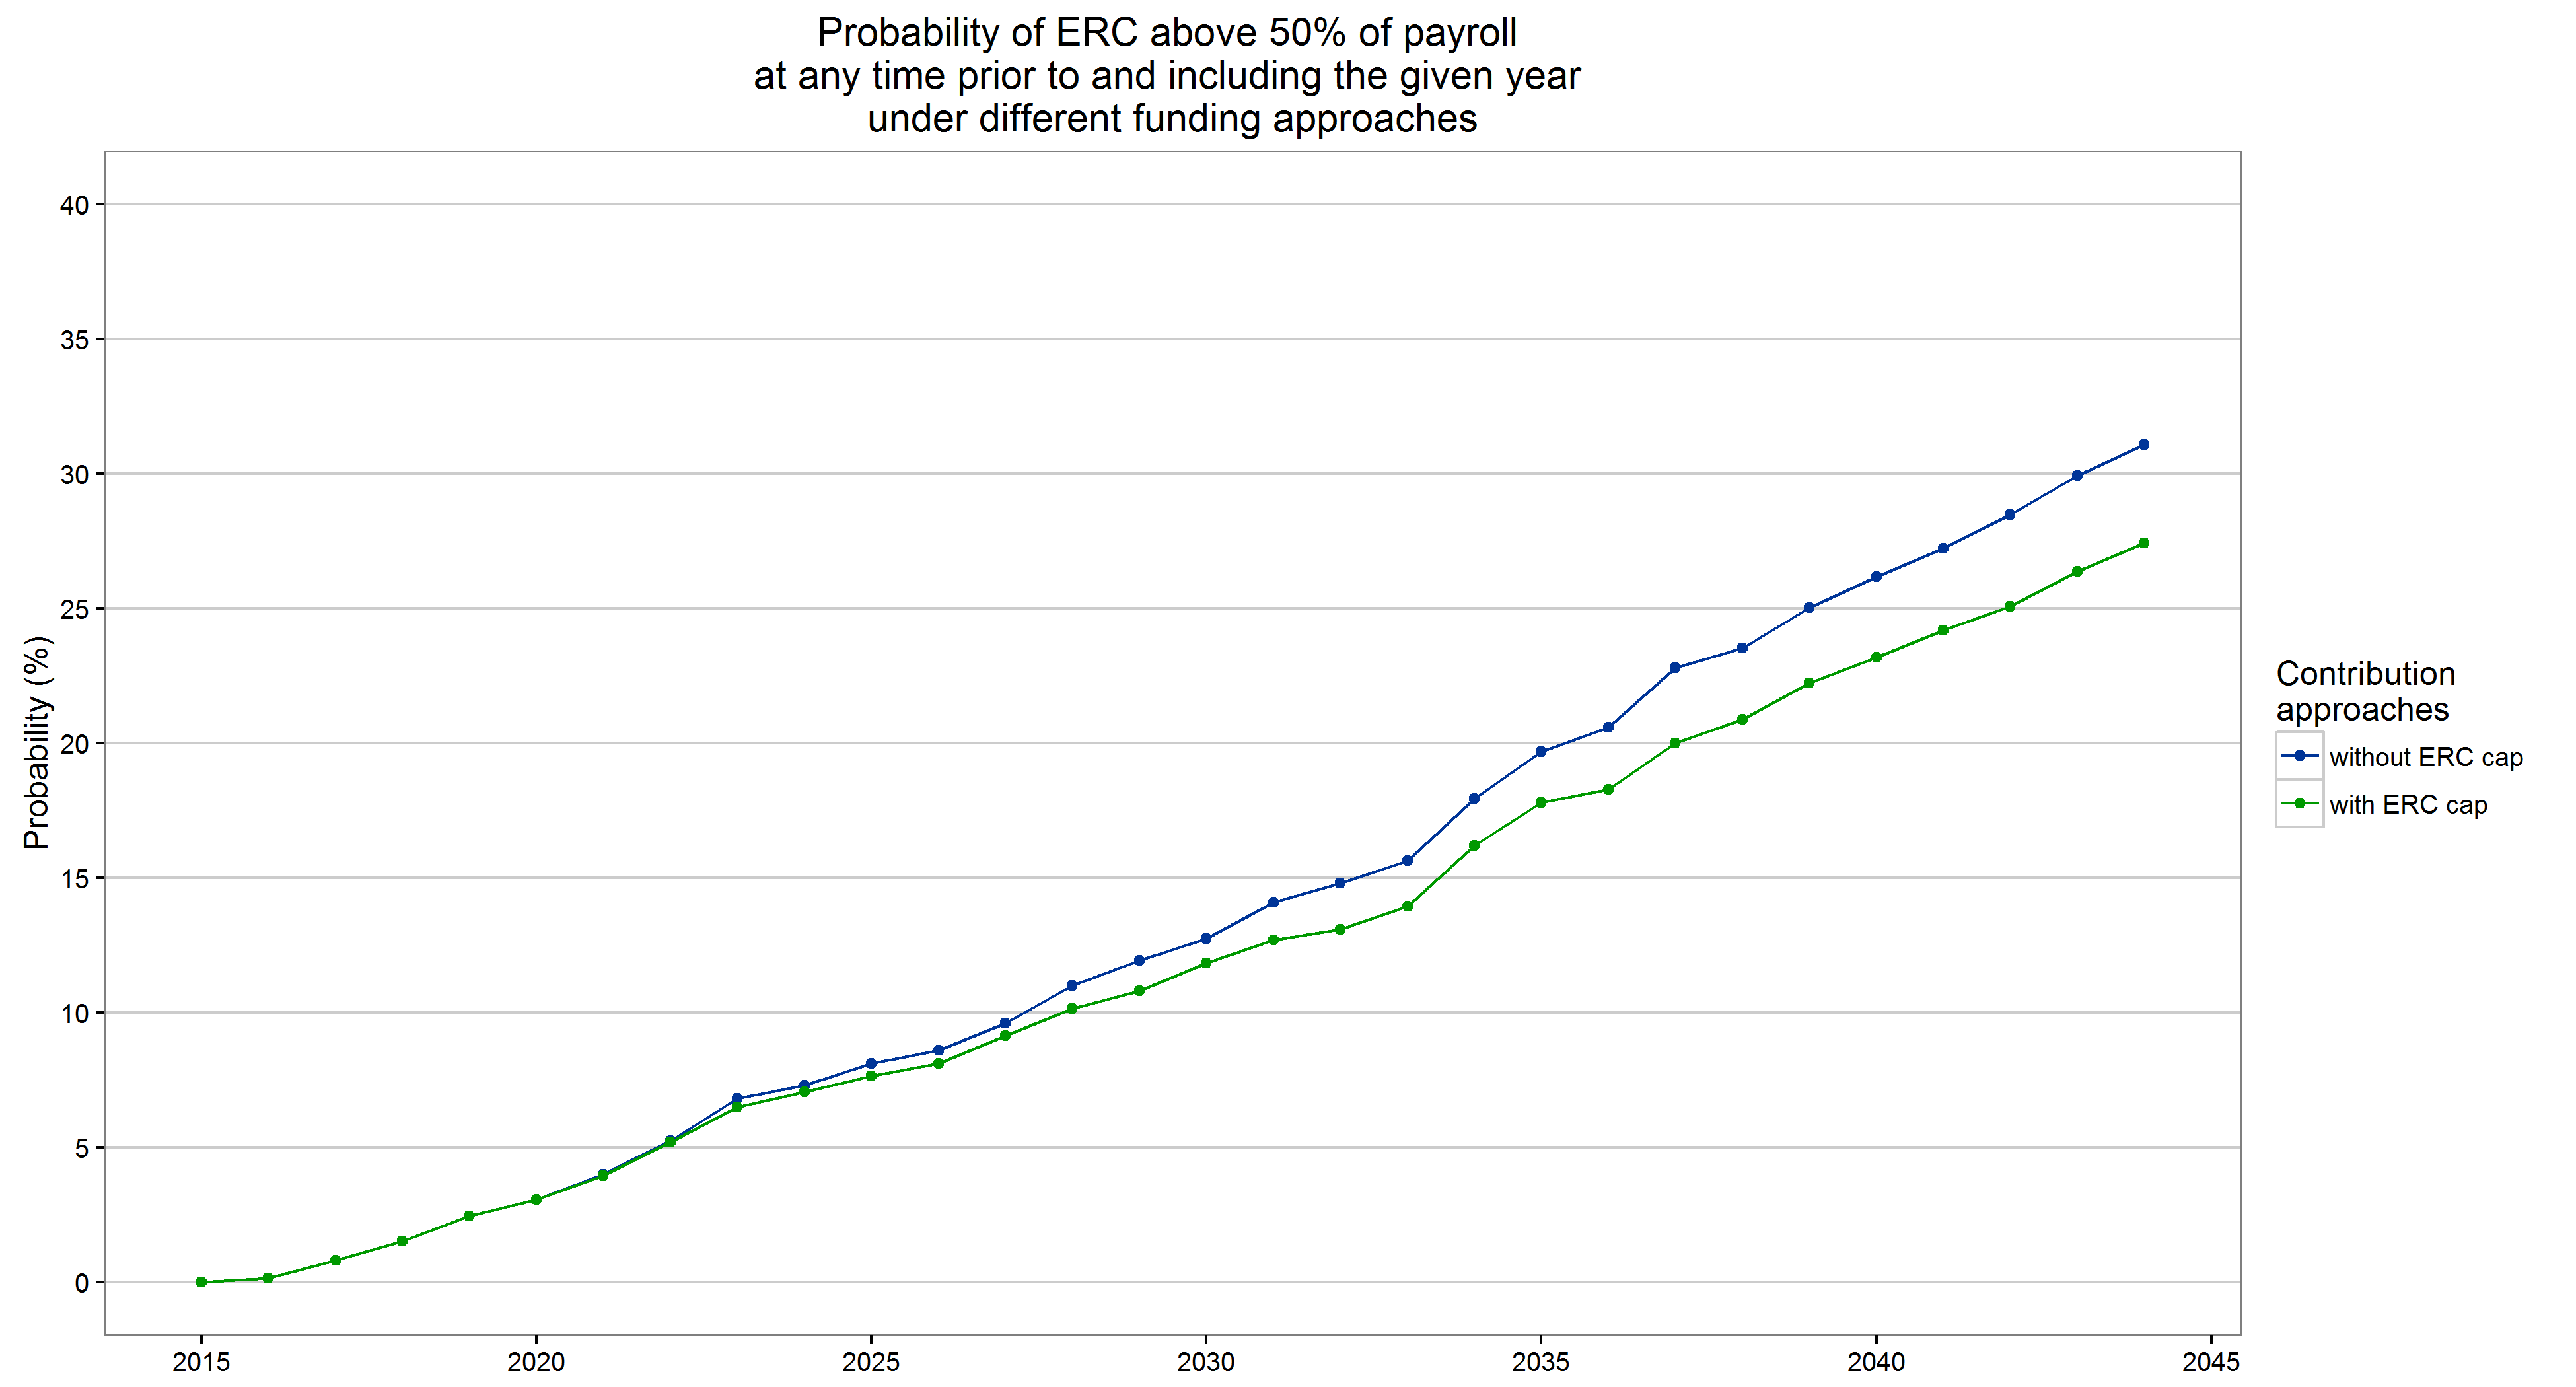 Probability of ERC above 50% of payroll
at any time prior to and including the given year
under different funding approaches
Probability (%)
40
35
30
25
20
15
10
5
0
2015 2020 2025 2030 2035 2040 2045
Contribution
approaches
without ERC cap
with ERC cap